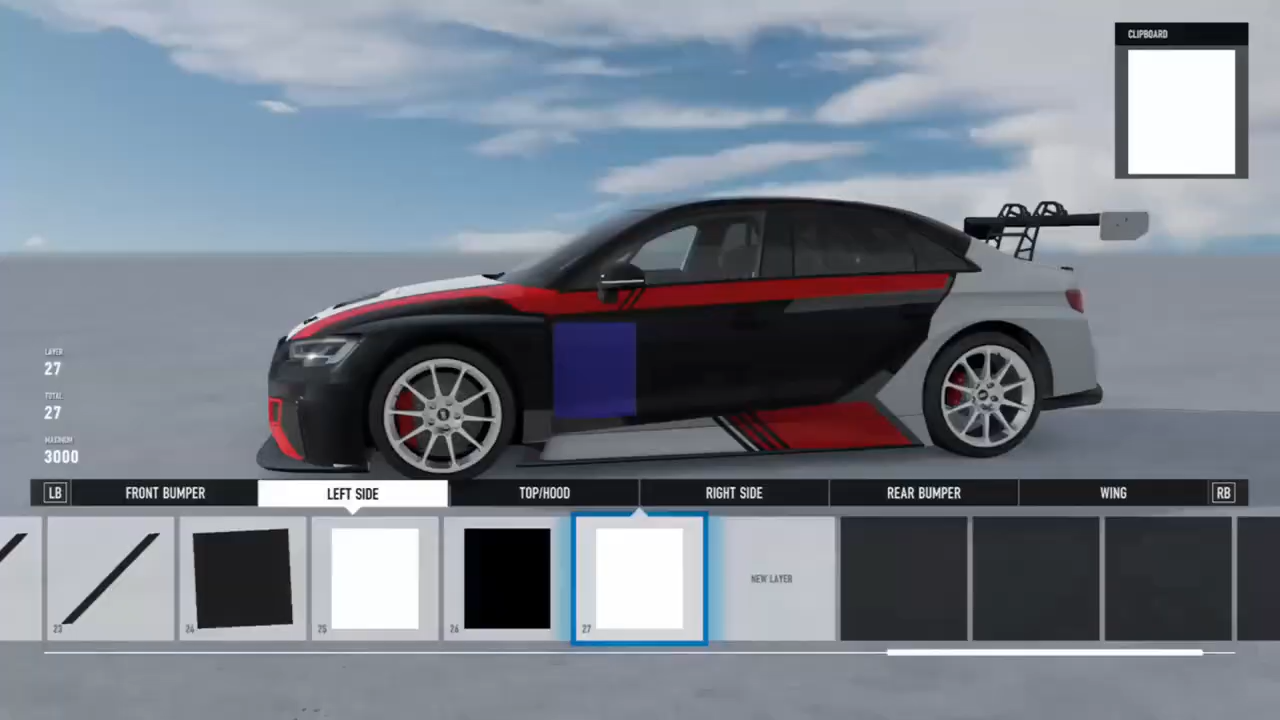 CLIPBOARD
LAYER
27
TOTAL
27
MAXIMUM
3000
LB
FRONT BUMPER
LEFT SIDE
TOP/HOOD
RIGHT SIDE
REAR BUMPER
WING
RB
23
24
25
26
27
NEW LAYER